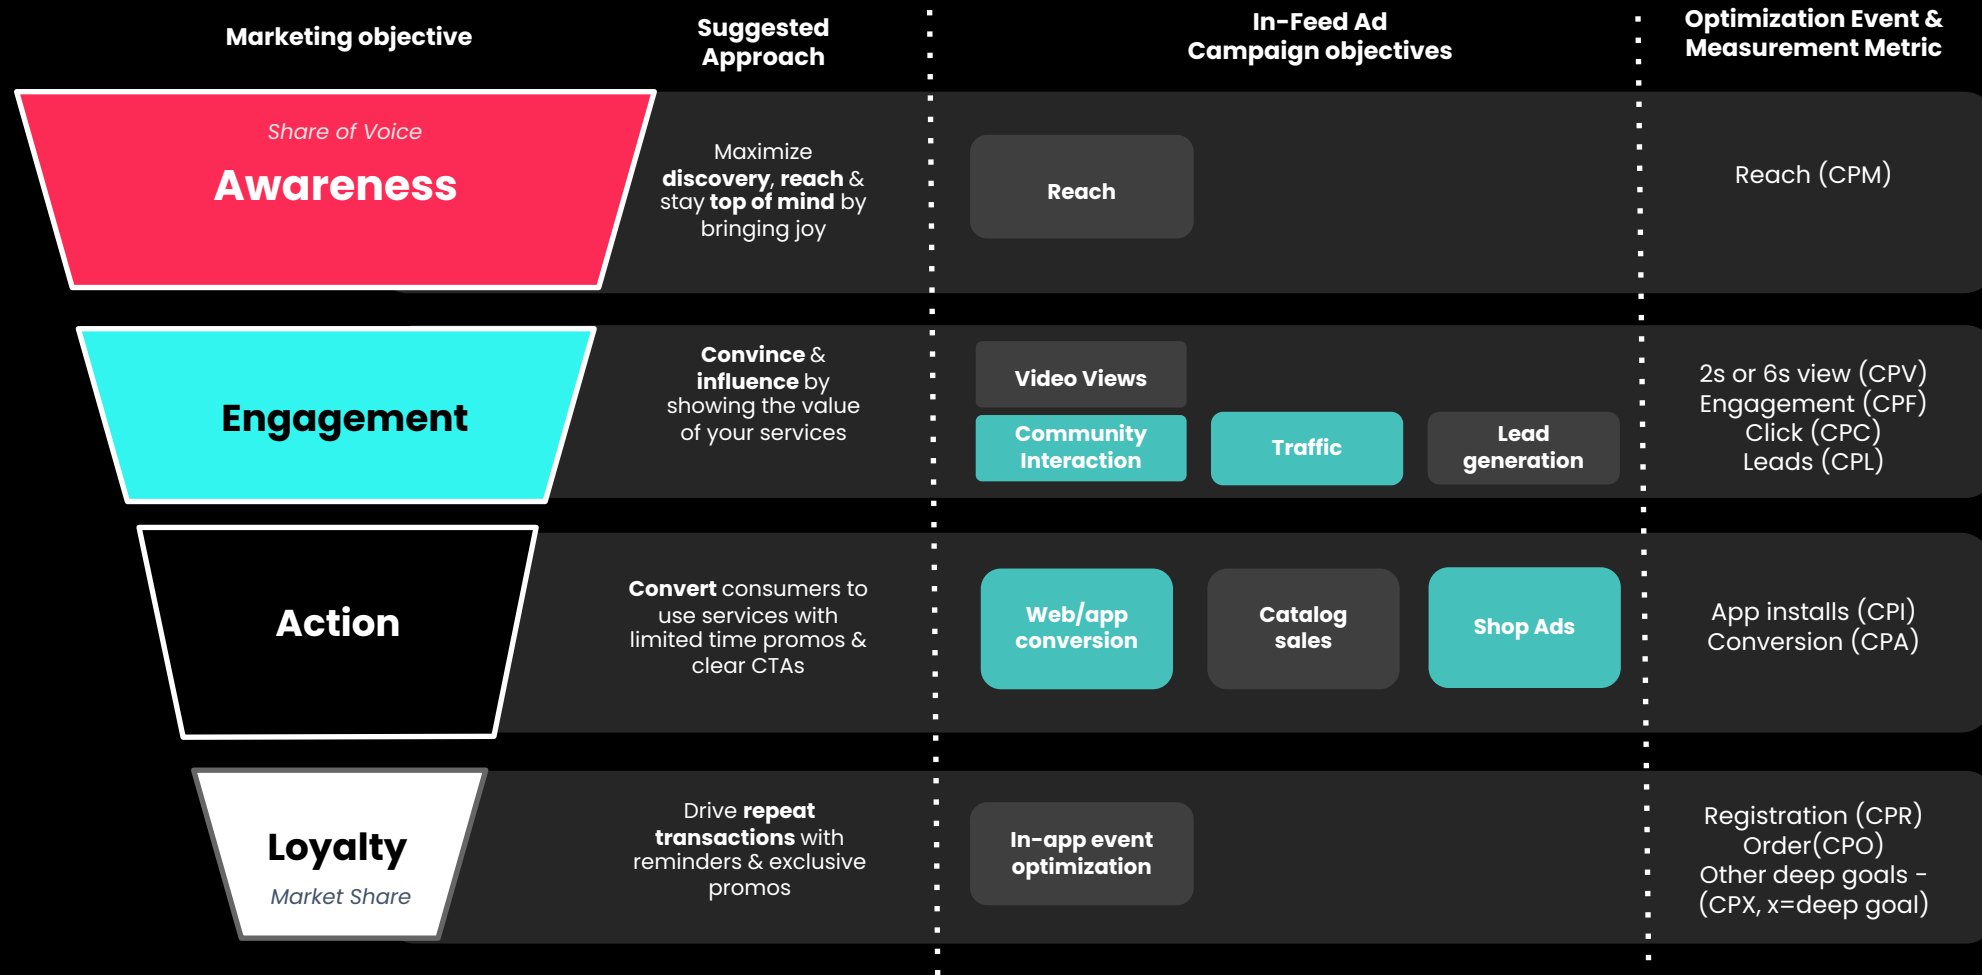 Marketing objective
Suggested
Approach
In-Feed Ad
Campaign objectives
Optimization Event &
Measurement Metric
Share of Voice
Awareness
Maximize
discovery, reach &
stay top of mind by
bringing joy
Reach
Reach (CPM)
Engagement
Convince &
influence by
showing the value
of your services
Video Views
Community
Interaction
Traffic
Lead
generation
2s or 6s view (CPV)
Engagement (CPF)
Click (CPC)
Leads (CPL)
Action
Convert consumers to
use services with
limited time promos &
clear CTAs
Web/app
conversion
Catalog
sales
Shop Ads
App installs (CPI)
Conversion (CPA)
Loyalty
Market Share
Drive repeat
transactions with
reminders & exclusive
promos
In-app event
optimization
Registration (CPR)
Order(CPO)
Other deep goals -
(CPX, x=deep goal)